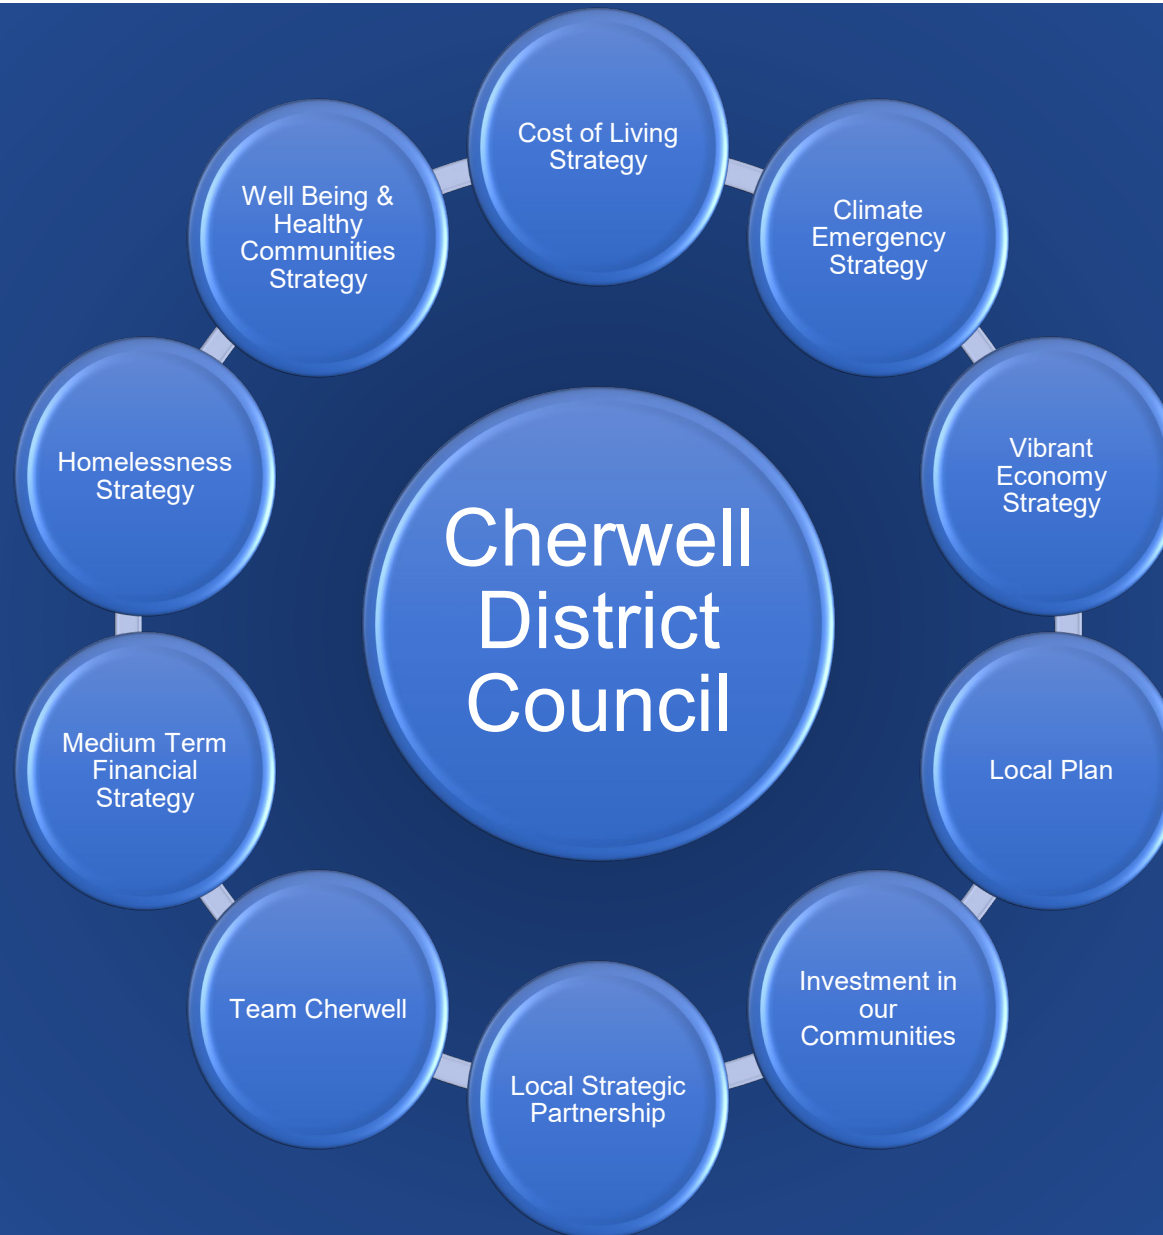 Cost of Living
Strategy
Climate
Emergency
Strategy
Vibrant
Economy
Strategy
Local Plan
Investment in
our
Communities
Local Strategic
Partnership
Team Cherwell
Medium Term
Financial
Strategy
Homelessness
Strategy
Well Being &
Healthy
Communities
Strategy
Cherwell
District
Council